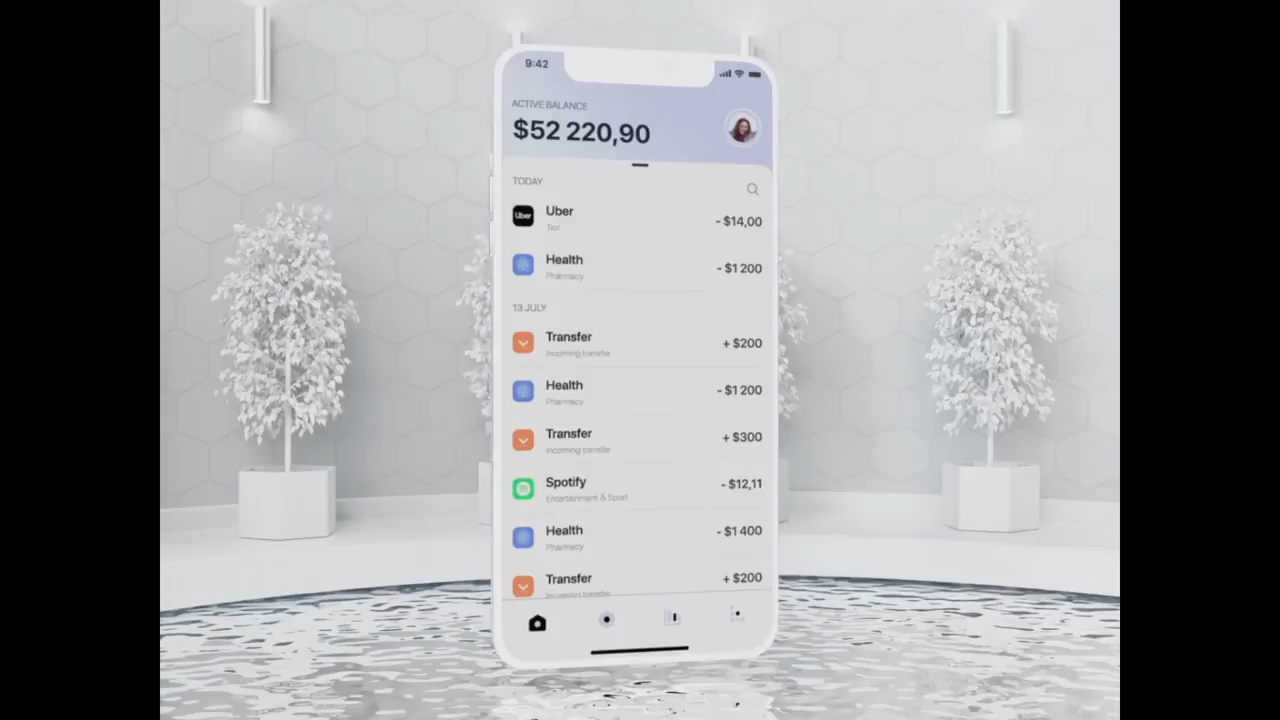 9:42
ACTIVE BALANCE
$52 220,90
TODAY
Uber
Uber
- $14,00
Taxi
Health
- $1 200
Pharmacy
13 JULY
Transfer
+ $200
Incoming transfer
Health
- $1 200
Pharmacy
Transfer
+ $300
Incoming transfer
Spotify
- $12,11
Entertainment & Sport
Health
- $1 400
Pharmacy
Transfer
+ $200
Incoming transfer